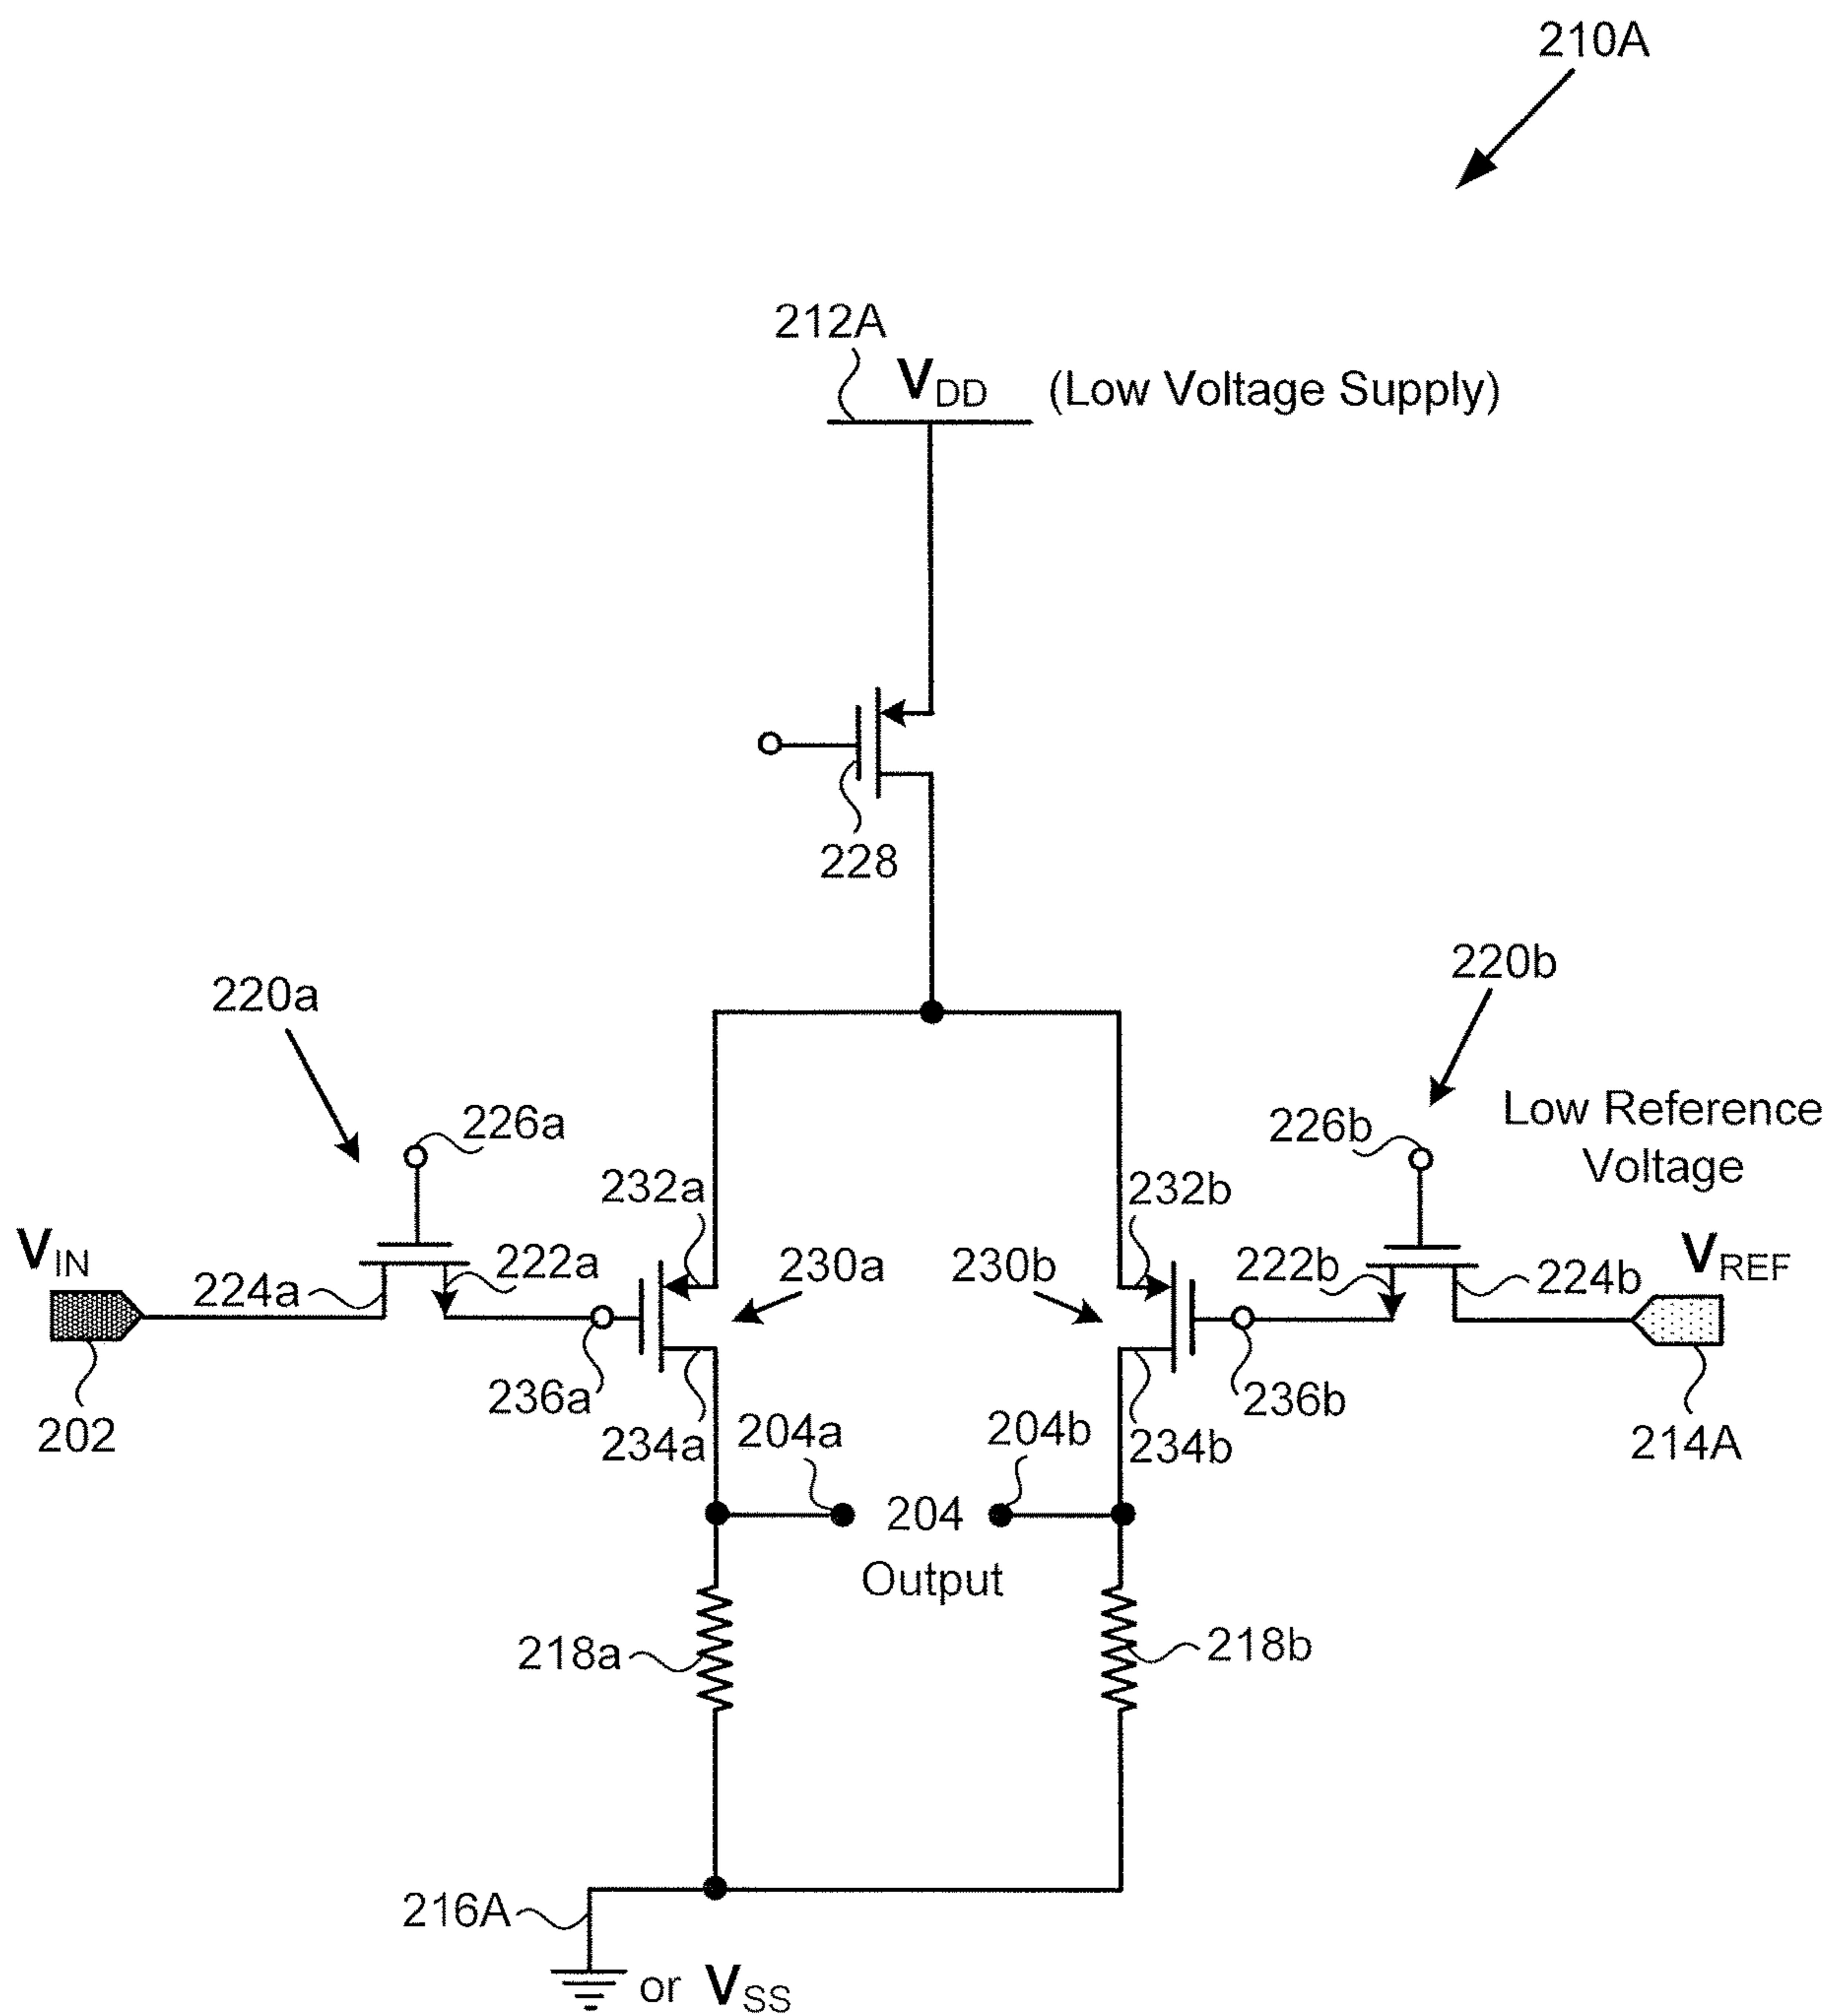 210A
212A
VDD (Low Voltage Supply)
228
220a
220b
226a
226b
Low Reference
Voltage
232a
232b
VIN
222a
230a
230b
222b
VREF
224a
224b
236a
236b
202
234a
204a
204b
234b
214A
204
Output
218a
218b
216A
or VSS